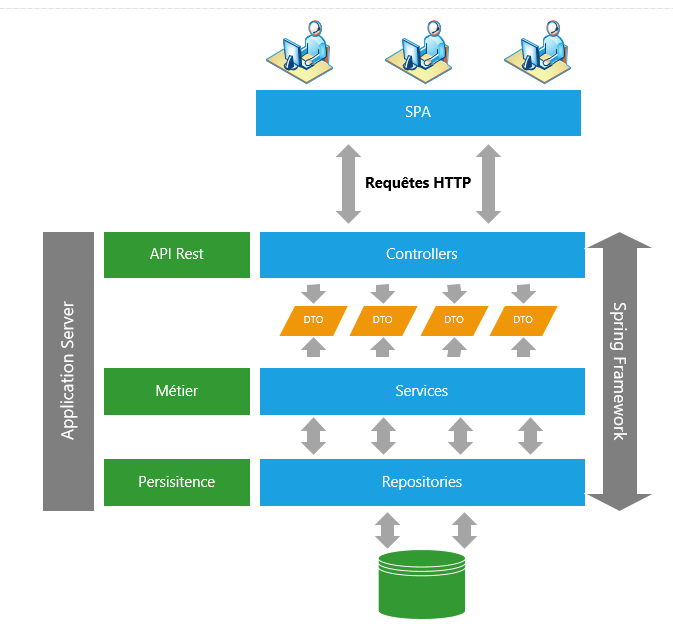 SPA
Requêtes HTTP
Application Server
API Rest
Controllers
Spring Framework
DTO
DTO
DTO
DTO
Métier
Services
Persisitence
Repositories